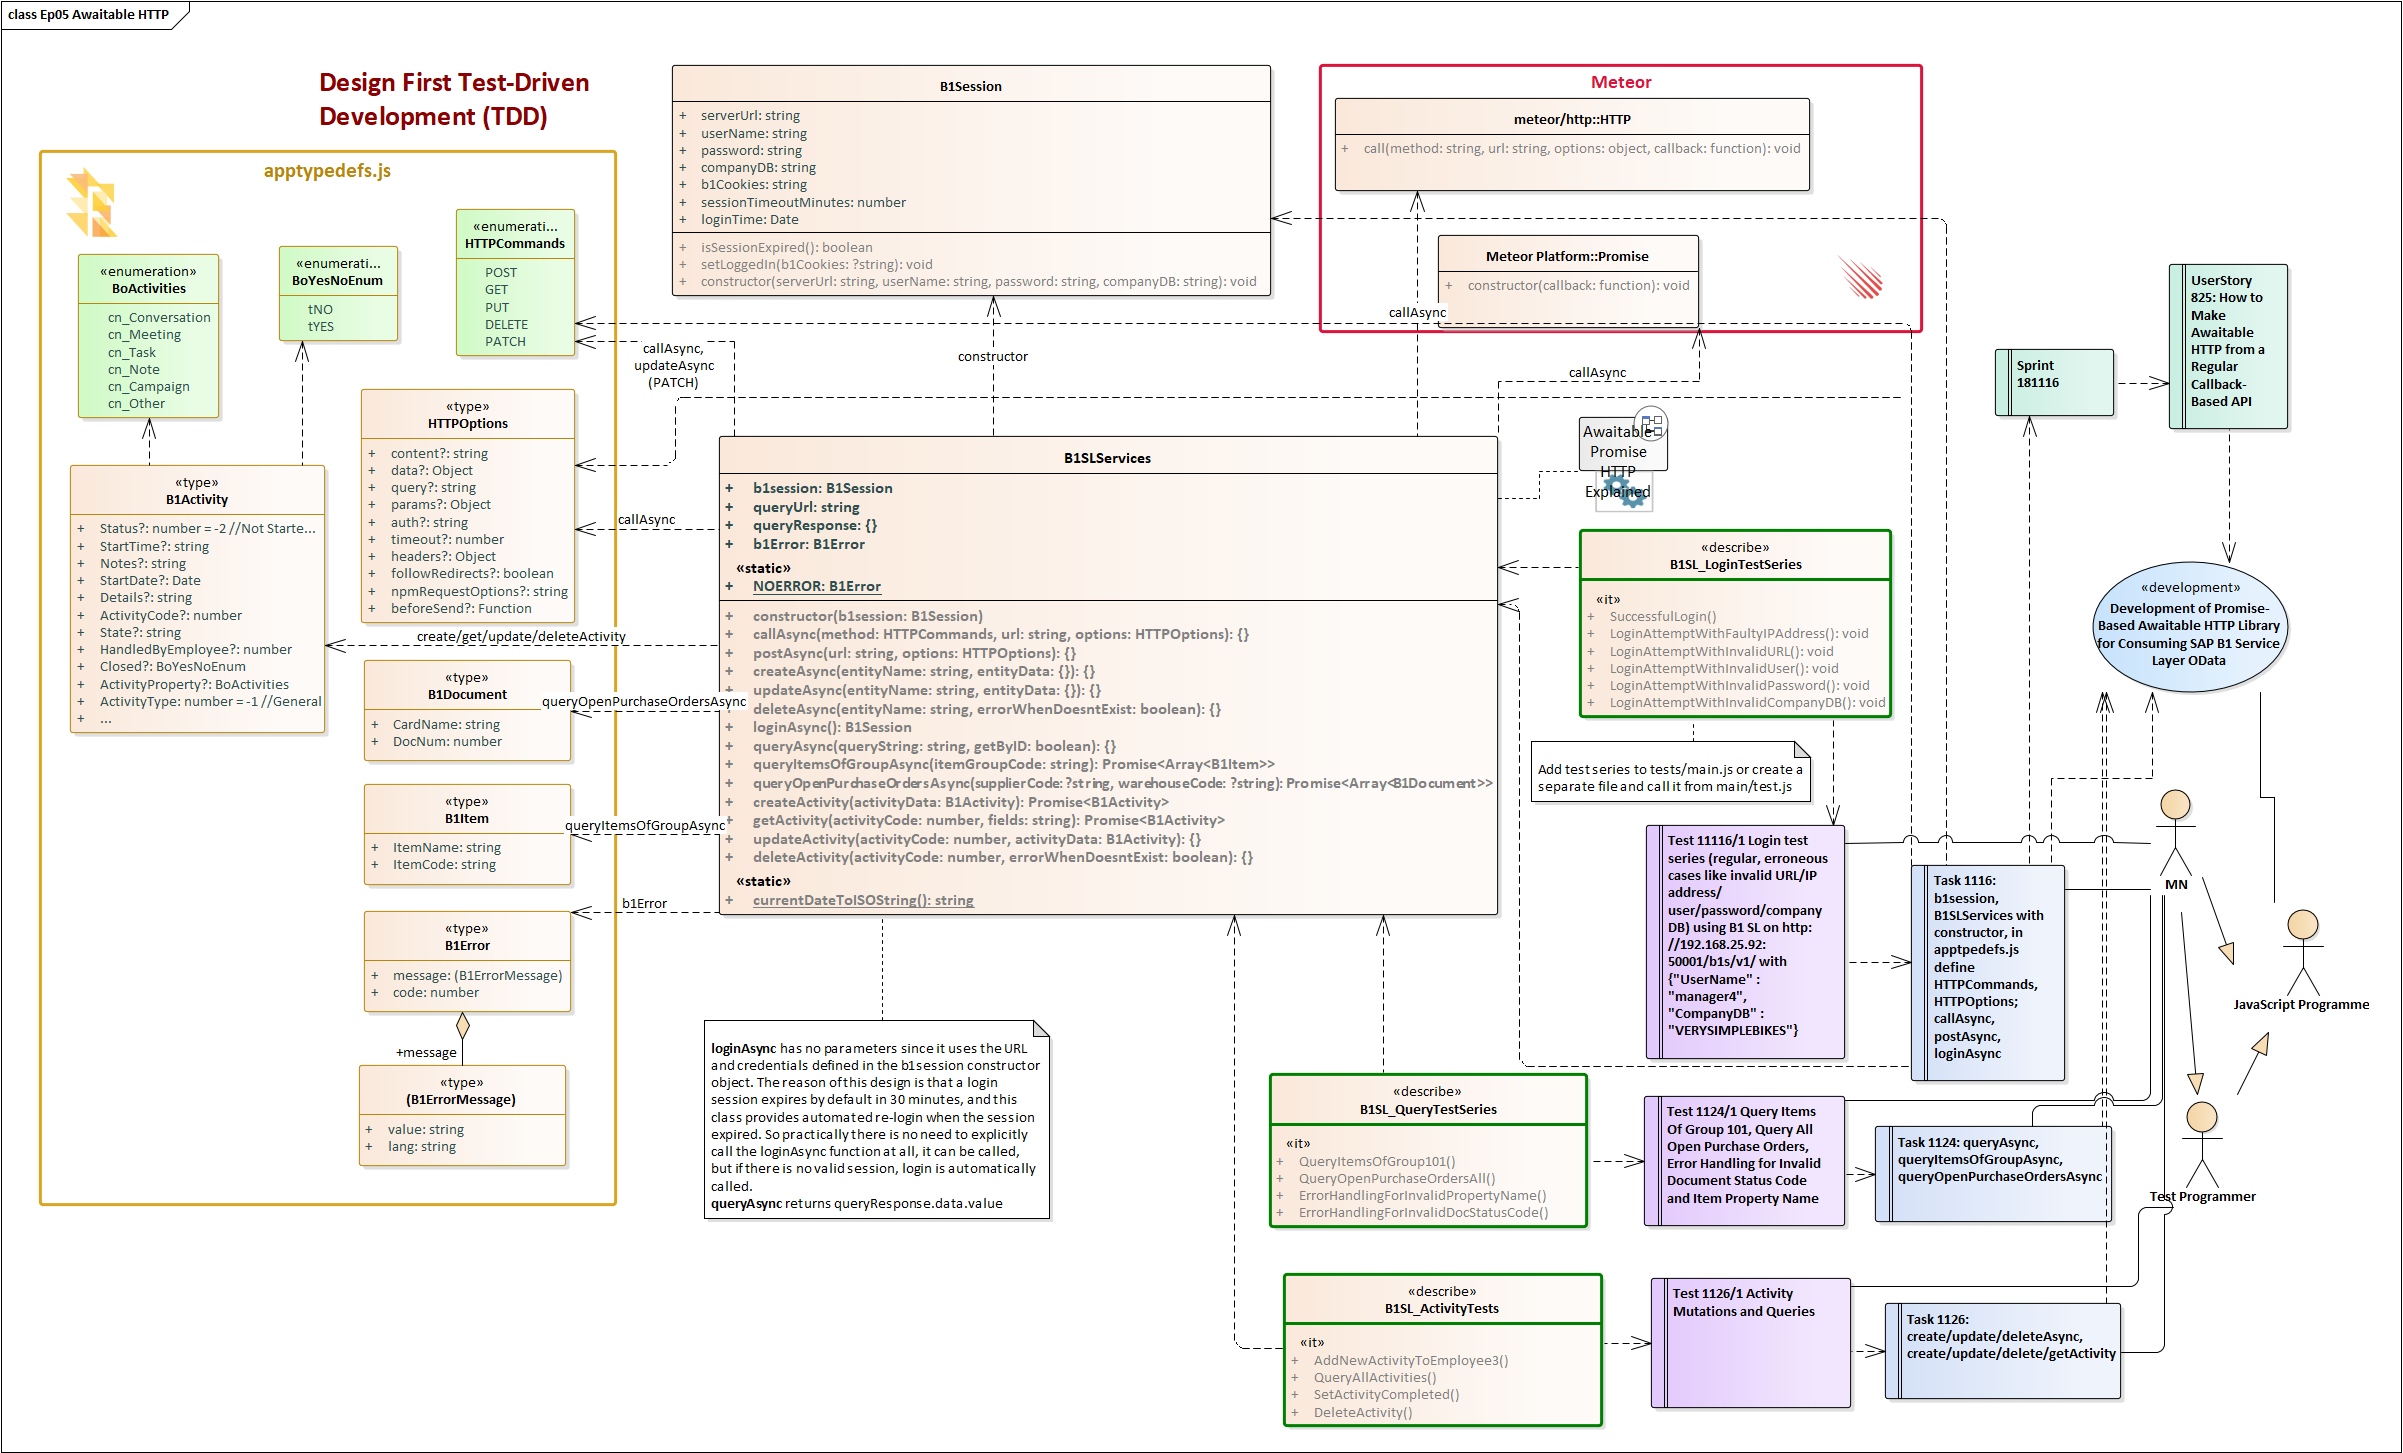 class Ep05 Awaitable HTTP
Design First Test-Driven
Development (TDD)
apptypedefs.js
«enumeration»
BoActivities
cn_Conversation
cn_Meeting
cn_Task
cn_Note
cn_Campaign
cn_Other
«enumerati...
BoYesNoEnum
tNO
tYES
«enumerati...
HTTPCommands
POST
GET
PUT
DELETE
PATCH
«type»
B1Activity
+ Status?: number = -2 //Not Starte...
+ StartTime?: string
+ Notes?: string
+ StartDate?: Date
+ Details?: string
+ ActivityCode?: number
+ State?: string
+ HandledByEmployee?: number
+ Closed?: BoYesNoEnum
+ ActivityProperty?: BoActivities
+ ActivityType: number = -1 //General
+ ...
«type»
HTTPOptions
+ content?: string
+ data?: Object
+ query?: string
+ params?: Object
+ auth?: string
+ timeout?: number
+ headers?: Object
+ followRedirects?: boolean
+ npmRequestOptions?: string
+ beforeSend?: Function
«type»
B1Document
+ CardName: string
+ DocNum: number
«type»
B1Item
+ ItemName: string
+ ItemCode: string
«type»
B1Error
+ message: (B1ErrorMessage)
+ code: number
+message
«type»
(B1ErrorMessage)
+ value: string
+ lang: string
B1Session
+ serverUrl: string
+ userName: string
+ password: string
+ companyDB: string
+ b1Cookies: string
+ sessionTimeoutMinutes: number
+ loginTime: Date
+ isSessionExpired(): boolean
+ setLoggedIn(b1Cookies: ?string): void
+ constructor(serverUrl: string, userName: string, password: string, companyDB: string): void
Meteor
meteor/http::HTTP
+ call(method: string, url: string, options: object, callback: function): void
Meteor Platform::Promise
+ constructor(callback: function): void
callAsync
callAsync,
updateAsync
(PATCH)
constructor
callAsync
callAsync
create/get/update/deleteActivity
queryOpenPurchaseOrdersAsync
queryItemsOfGroupAsync
b1Error
B1SLServices
+ b1session: B1Session
+ queryUrl: string
+ queryResponse: {}
+ b1Error: B1Error
«static»
+ NOERROR: B1Error
+ constructor(b1session: B1Session)
+ callAsync(method: HTTPCommands, url: string, options: HTTPOptions): {}
+ postAsync(url: string, options: HTTPOptions): {}
+ createAsync(entityName: string, entityData: {}): {}
+ updateAsync(entityName: string, entityData: {}): {}
+ deleteAsync(entityName: string, errorWhenDoesntExist: boolean): {}
+ loginAsync(): B1Session
+ queryAsync(queryString: string, getByID: boolean): {}
+ queryItemsOfGroupAsync(itemGroupCode: string): Promise<Array<B1Item>>
+ queryOpenPurchaseOrdersAsync(supplierCode: ?string, warehouseCode: ?string): Promise<Array<B1Document>>
+ createActivity(activityData: B1Activity): Promise<B1Activity>
+ getActivity(activityCode: number, fields: string): Promise<B1Activity>
+ updateActivity(activityCode: number, activityData: B1Activity): {}
+ deleteActivity(activityCode: number, errorWhenDoesntExist: boolean): {}
«static»
+ currentDateToISOString(): string
loginAsync has no parameters since it uses the URL
and credentials defined in the b1session constructor
object. The reason of this design is that a login
session expires by default in 30 minutes, and this
class provides automated re-login when the session
expired. So practically there is no need to explicitly
call the loginAsync function at all, it can be called,
but if there is no valid session, login is automatically
called.
queryAsync returns queryResponse.data.value
Awaitable
Promise
HTTP
Explained
«describe»
B1SL_LoginTestSeries
«it»
+ SuccessfulLogin()
+ LoginAttemptWithFaultyIPAddress(): void
+ LoginAttemptWithInvalidURL(): void
+ LoginAttemptWithInvalidUser(): void
+ LoginAttemptWithInvalidPassword(): void
+ LoginAttemptWithInvalidCompanyDB(): void
Add test series to tests/main.js or create a
separate file and call it from main/test.js
«describe»
B1SL_QueryTestSeries
«it»
+ QueryItemsOfGroup101()
+ QueryOpenPurchaseOrdersAll()
+ ErrorHandlingForInvalidPropertyName()
+ ErrorHandlingForInvalidDocStatusCode()
«describe»
B1SL_ActivityTests
«it»
+ AddNewActivityToEmployee3()
+ QueryAllActivities()
+ SetActivityCompleted()
+ DeleteActivity()
Test 11116/1 Login test
series (regular, erroneous
cases like invalid URL/IP
address/
user/password/company
DB) using B1 SL on http:
//192.168.25.92:
50001/b1s/v1/ with
{"UserName" :
"manager4",
"CompanyDB" :
"VERYSIMPLEBIKES"}
Test 1124/1 Query Items
Of Group 101, Query All
Open Purchase Orders,
Error Handling for Invalid
Document Status Code
and Item Property Name
Test 1126/1 Activity
Mutations and Queries
Task 1116:
b1session,
B1SLServices with
constructor, in
apptpedefs.js
define
HTTPCommands,
HTTPOptions;
callAsync,
postAsync,
loginAsync
Task 1124: queryAsync,
queryItemsOfGroupAsync,
queryOpenPurchaseOrdersAsync
Task 1126:
create/update/deleteAsync,
create/update/delete/getActivity
Sprint
181116
UserStory
825: How to
Make
Awaitable
HTTP from a
Regular
Callback-
Based API
«development»
Development of Promise-
Based Awaitable HTTP Library
for Consuming SAP B1 Service
Layer OData
MN
JavaScript Programme
Test Programmer